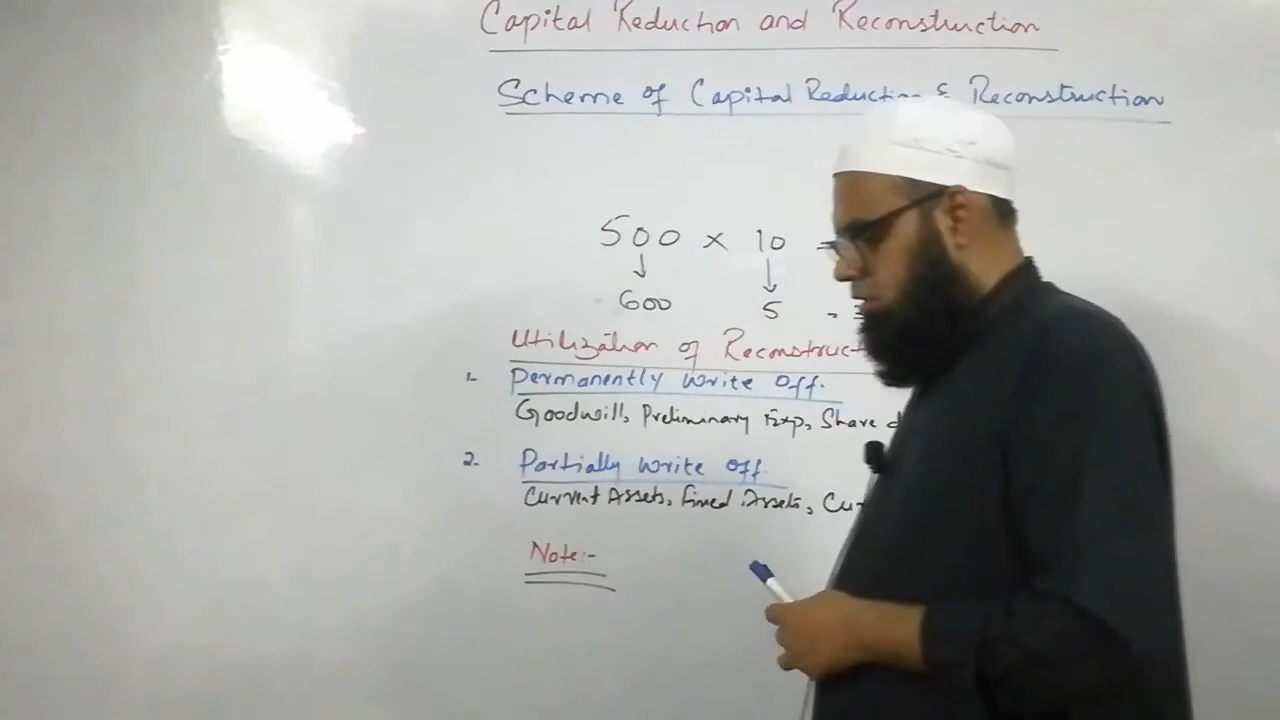 Capital Reduction and Reconstruction
Scheme of Capital Reduction & Reconstruction
500 × 10 =
↓ ↓
600 5 =
Utilization of Reconstruct
1. Permanently Write Off.
Goodwill, Preliminary Exp, Share d
2. Partially Write Off.
Current Assets, Fixed Assets, Cu
Note:-